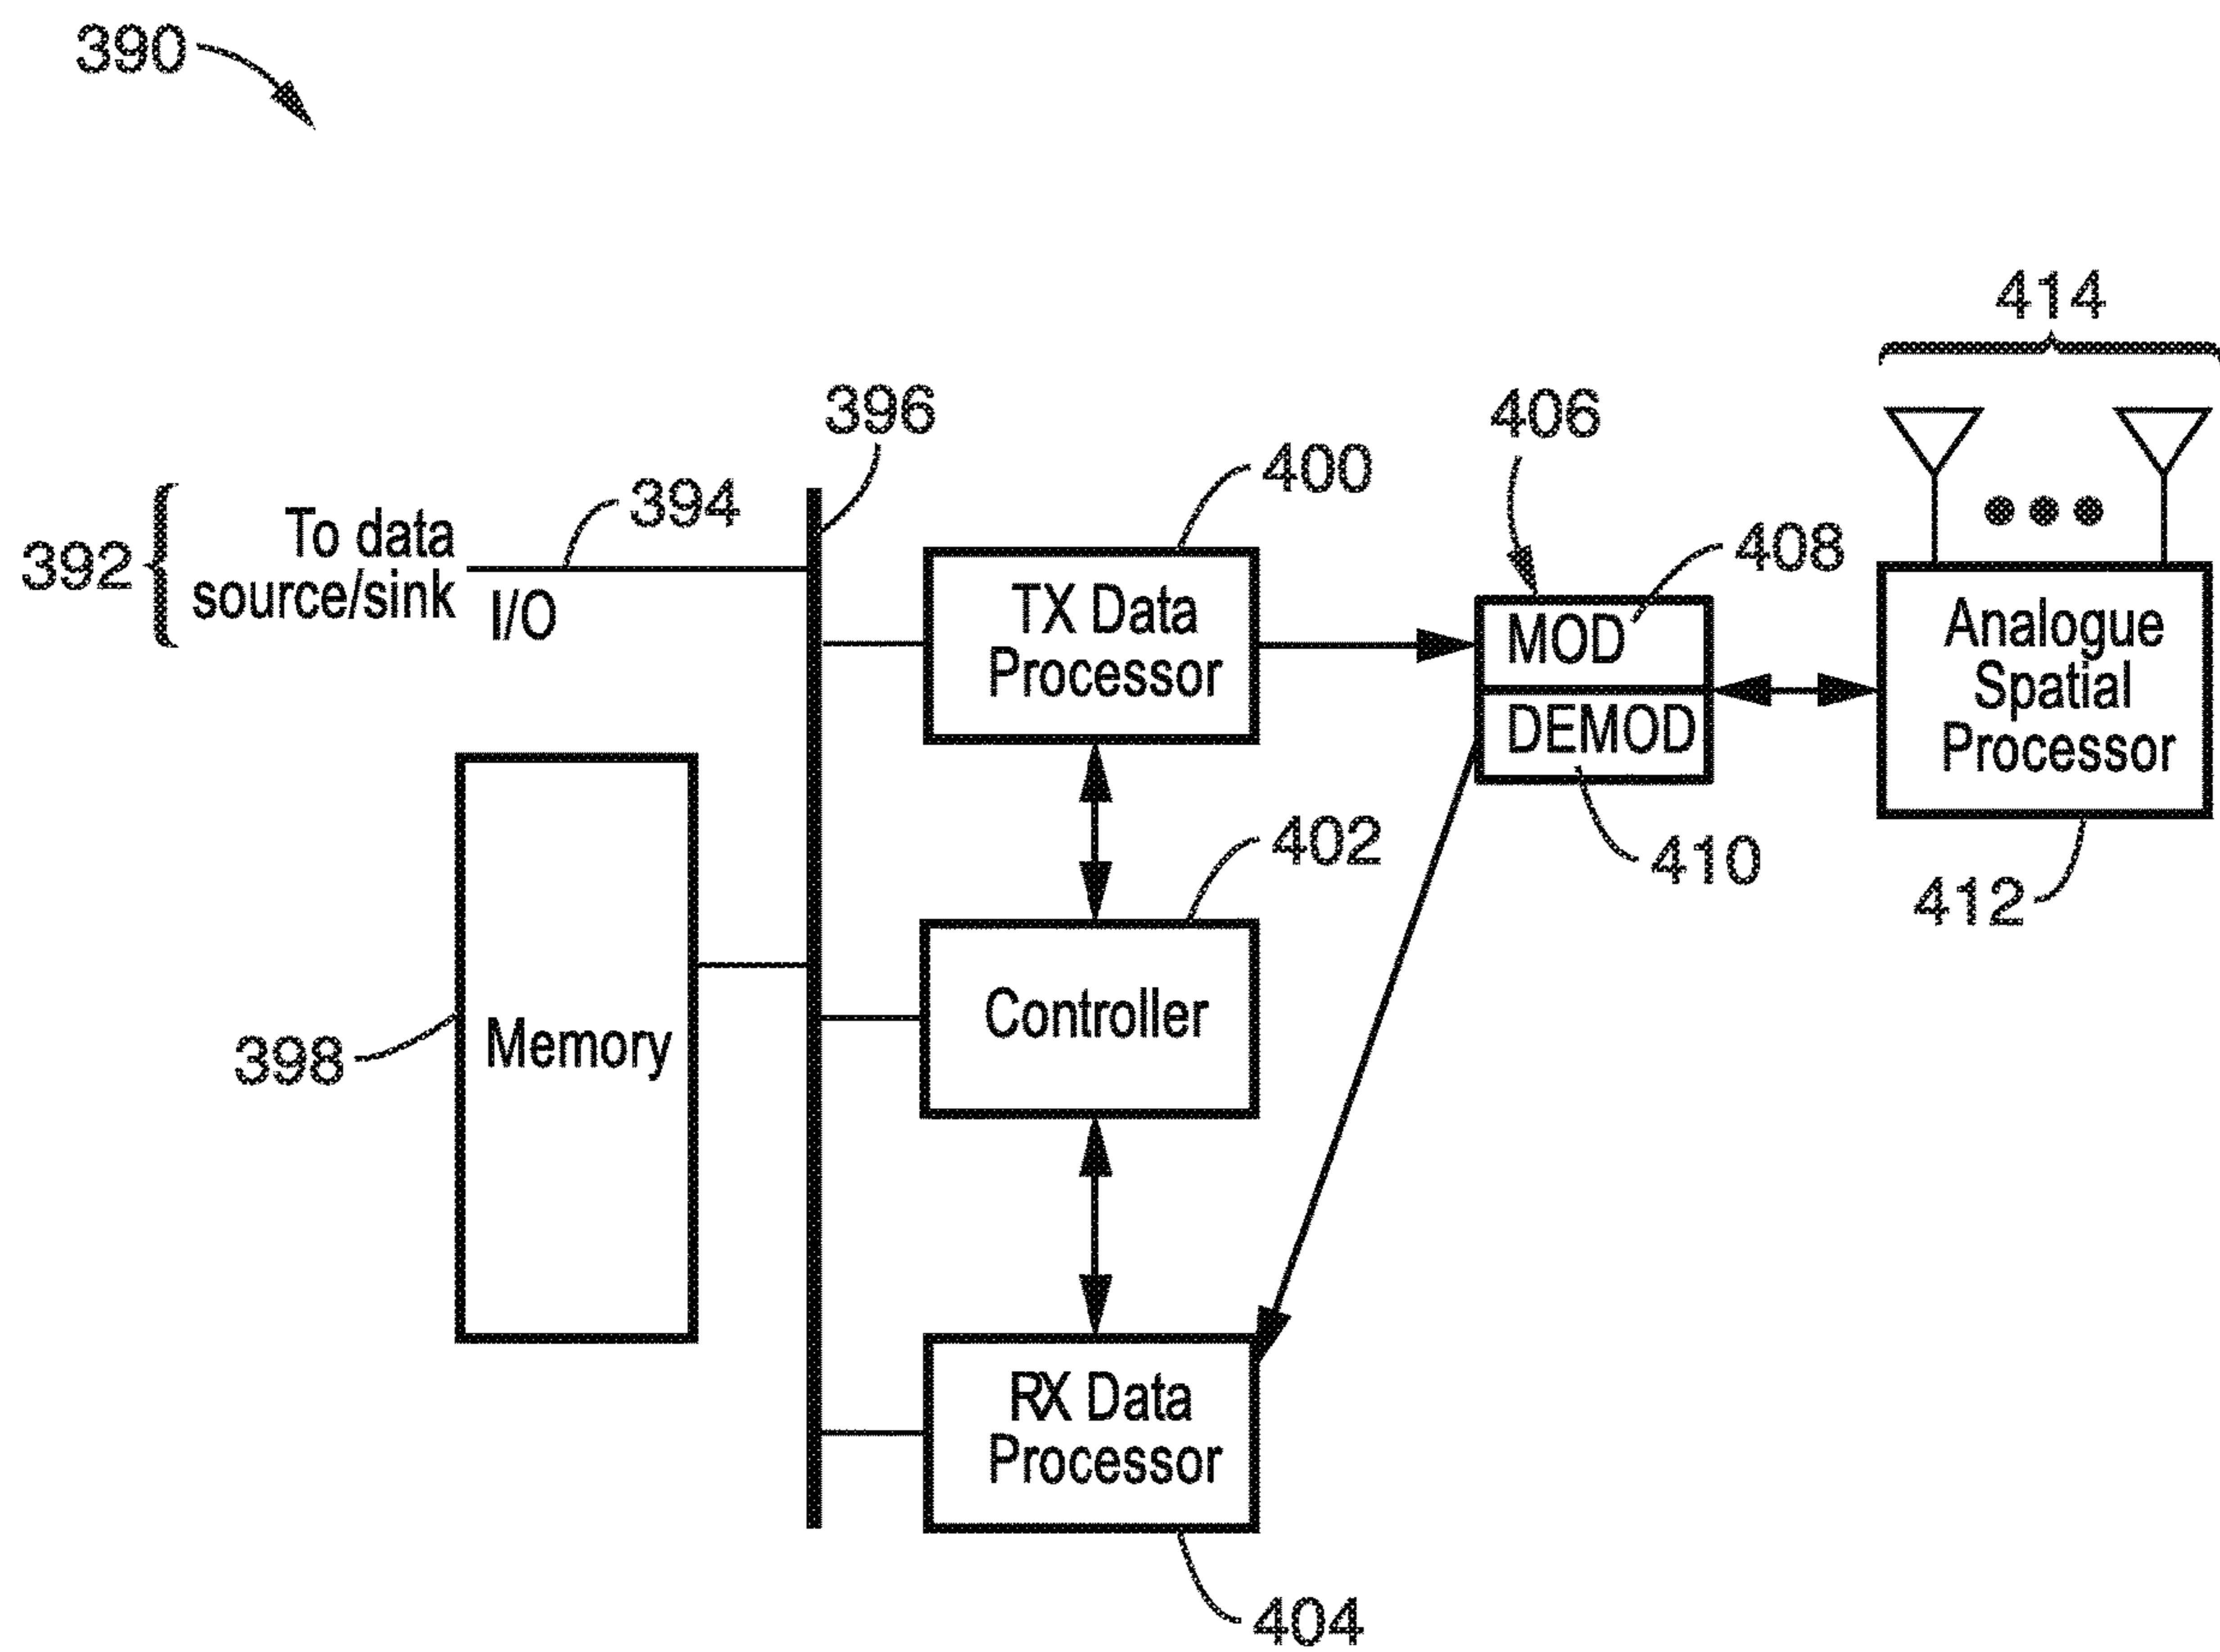 390
414
396
406
400
394
408
392
To data
source/sink
I/O
TX Data
Processor
MOD
DEMOD
Analogue
Spatial
Processor
402
410
412
Controller
398
Memory
RX Data
Processor
404